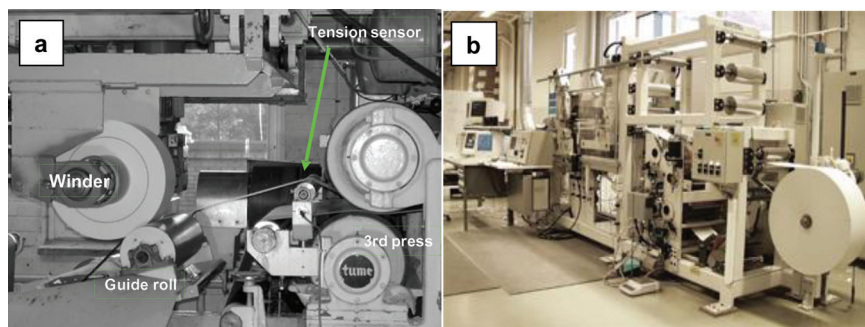 a
Tension sensor
Winder
3rd press
tume
Guide roll
b